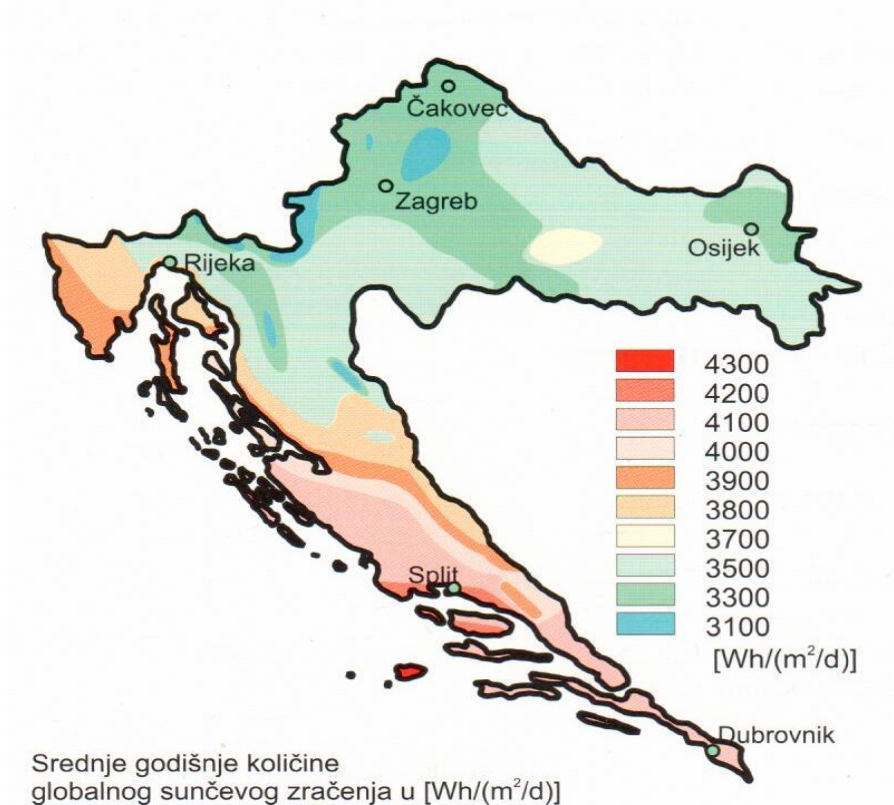 Čakovec
Zagreb
Osijek
Rijeka
4300
4200
4100
4000
3900
3800
3700
3500
3300
3100
[Wh/(m²/d)]
Split
Dubrovnik
Srednje godišnje količine
globalnog sunčevog zračenja u [Wh/(m²/d)]